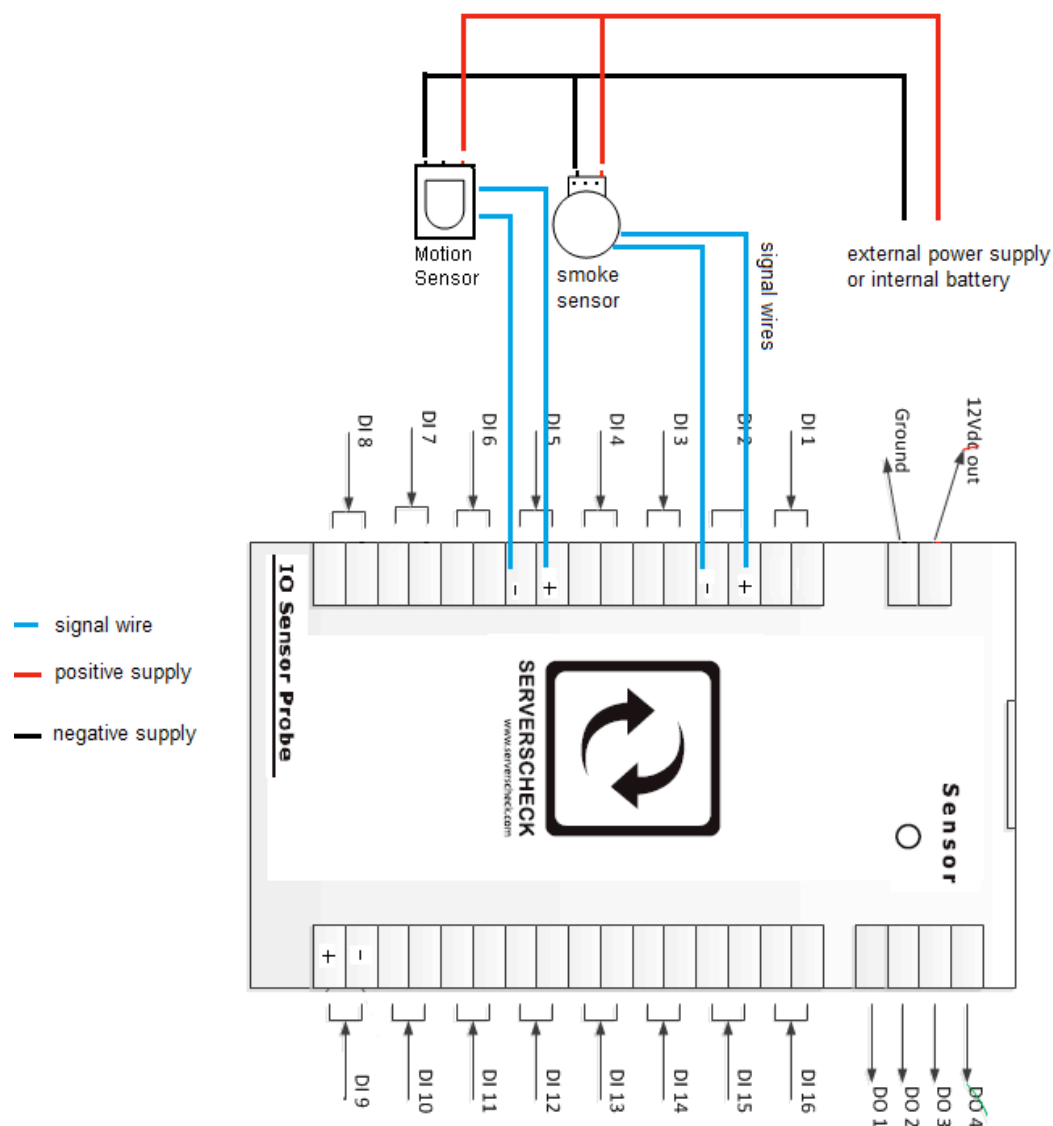 Motion
Sensor
smoke
sensor
signal wires
external power supply
or internal battery
DI 8
DI 7
DI 6
DI 5
DI 4
DI 3
DI 2
DI 1
Ground
12Vdc out
- +
- +
IO Sensor Probe
signal wire
positive supply
negative supply
SERVERSCHECK
www.serverscheck.com
Sensor
+ -
DI 9
DI 10
DI 11
DI 12
DI 13
DI 14
DI 15
DI 16
DO 1
DO 2
DO 3
DO 4